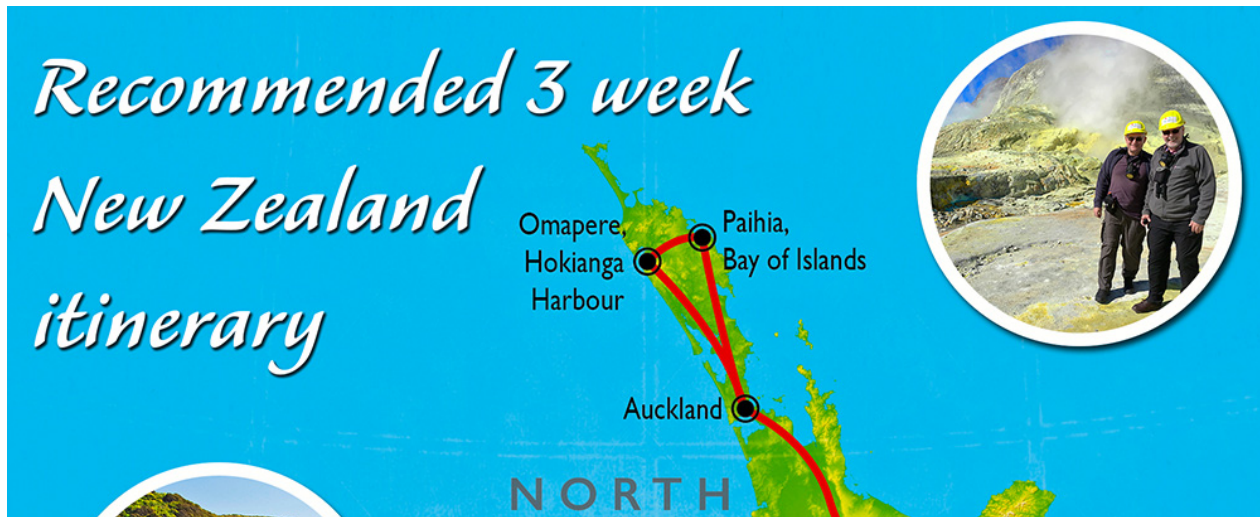 Recommended 3 week
New Zealand
itinerary
Omapere,
Hokianga
Harbour
Paihia,
Bay of Islands
Auckland
NORTH